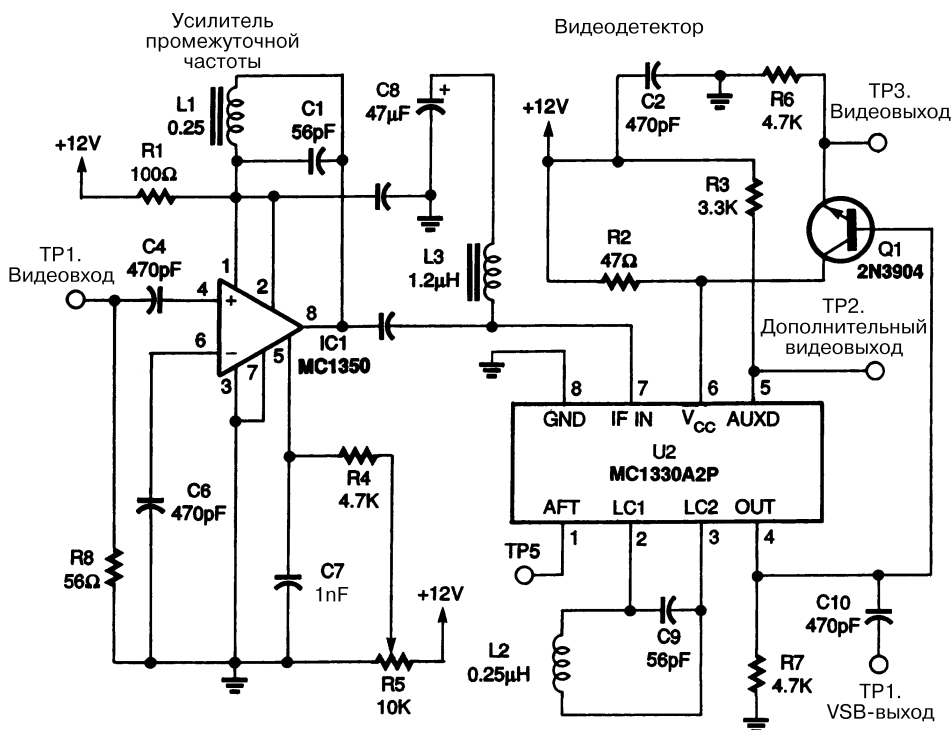 Усилитель
промежуточной
частоты
Видеодетектор
L1
0.25
C1
56pF
C8
47µF
+
C2
470pF
R6
4.7K
TP3.
Видеовыход
+12V
R1
100Ω
+12V
R3
3.3K
Q1
2N3904
R2
47Ω
L3
1.2µH
TP1.
Видеовход
C4
470pF
1
2
4
+
8
6
–
5
3
7
IC1
MC1350
TP2.
Дополнительный
видеовыход
8
7
6
5
GND
IF IN
VCC
AUXD
U2
MC1330A2P
AFT
LC1
LC2
OUT
1
2
3
4
TP5
C6
470pF
R4
4.7K
R8
56Ω
C7
1nF
+12V
R5
10K
L2
0.25µH
C9
56pF
C10
470pF
R7
4.7K
TP1.
VSB-выход